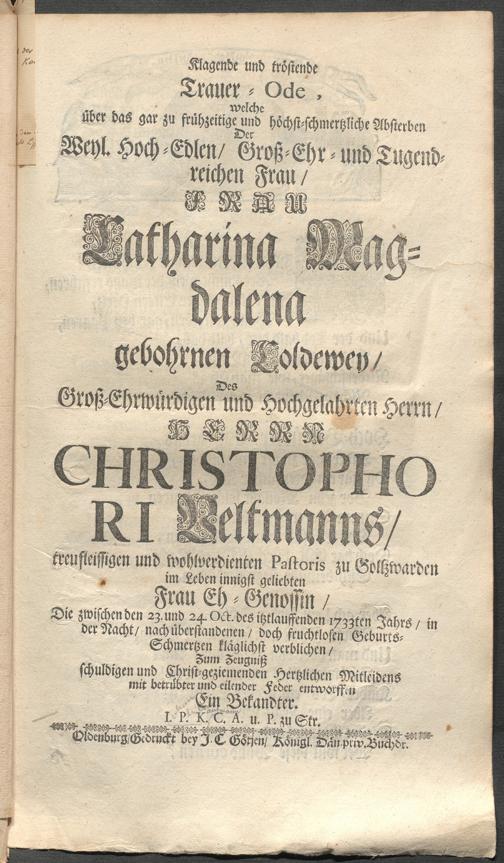 Klagende und tröstende
Trauer-Ode,
welche
über das gar zu frühzeitige und höchst-schmertzliche Absterben
Der
Weyl. Hoch-Edlen/ Groß-Ehr- und Tugend-
reichen Frau/
FRAU
Catharina Mag-
dalena
gebohrnen Coldewey/
Des
Groß-Ehrwürdigen und Hochgelahrten Herrn/
HERRN
CHRISTOPHO
RI Veltmanns/
treufleissigen und wohlverdienten Pastoris zu Gollzwarden
im Leben innigst geliebten
Frau Eh-Genossin/
Die zwischen den 23. und 24. Oct. des itztlauffenden 1733ten Jahrs/ in
der Nacht/ nach überstandenen/ doch fruchtlosen Geburts-
Schmertzen kläglichst verblichen/
Zum Zeugniß
schuldigen und Christ-geziemenden Hertzlichen Mitleidens
mit betrübter und eilender Feder entworffen
Ein Bekandter.
I. P. K. C. A. u. P. zu Str.
Oldenburg/Gedruckt bey J. C Götjen/ Königl. Dän. priv. Buchdr.